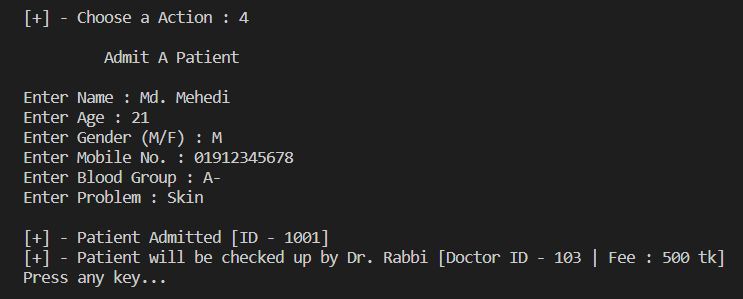 [+] - Choose a Action : 4
Admit A Patient
Enter Name : Md. Mehedi
Enter Age : 21
Enter Gender (M/F) : M
Enter Mobile No. : 01912345678
Enter Blood Group : A-
Enter Problem : Skin
[+] - Patient Admitted [ID - 1001]
[+] - Patient will be checked up by Dr. Rabbi [Doctor ID - 103 | Fee : 500 tk]
Press any key...